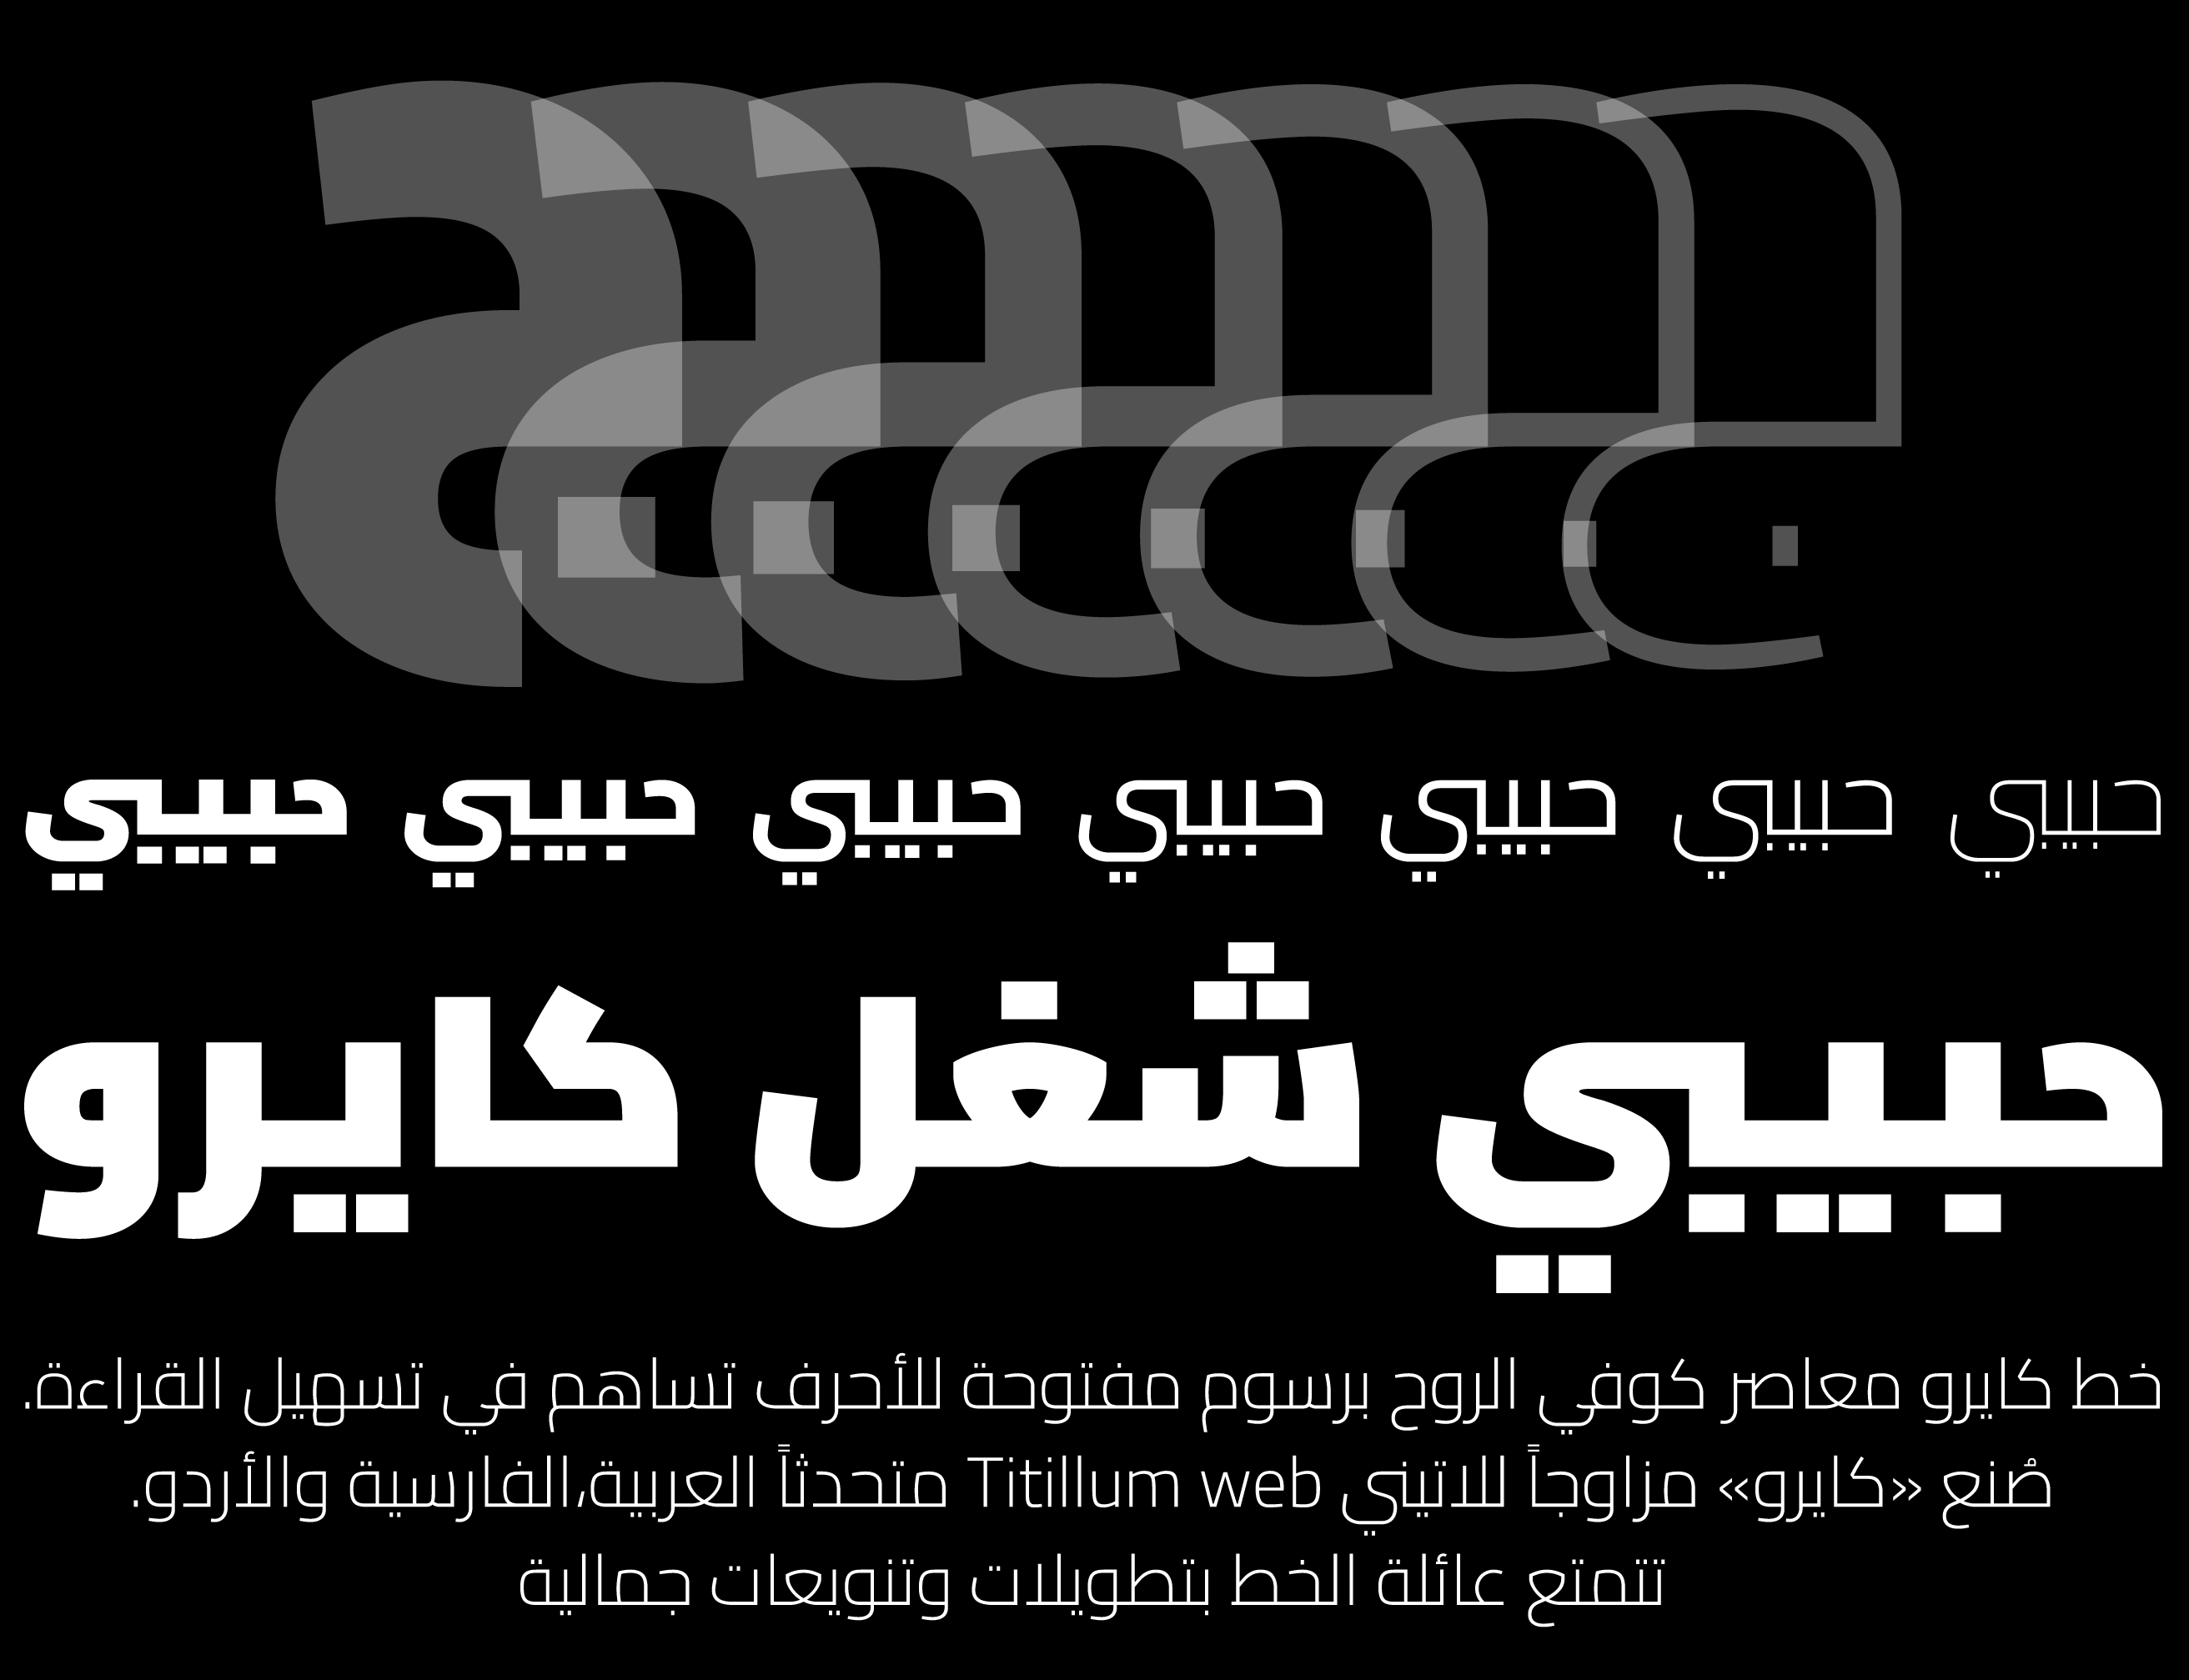 ج ج ج ج ج ج ج
حبيبي حبيبي حبيبي حبيبي حبيبي حبيبي حبيبي
حبيبي شغل كايرو
خط كايرو معاصر كوفي الروح برسوم مفتوحة للأحرف تساهم في تسهيل القراعة.
صُنع «كايرو» مزاوجاً للاتيني Titillum web متحدثاً العربية،الفارسية والأردو.
تتمتع عائلة الخط بتطويلات وتنويعات جمالية